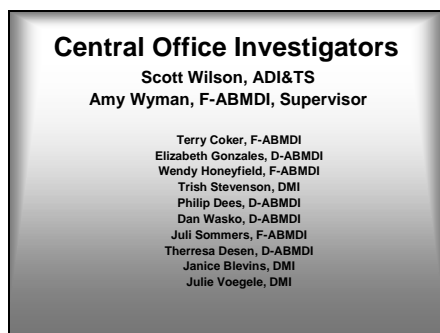 Central Office Investigators
Scott Wilson, ADI&TS
Amy Wyman, F-ABMDI, Supervisor
Terry Coker, F-ABMDI
Elizabeth Gonzales, D-ABMDI
Wendy Honeyfield, F-ABMDI
Trish Stevenson, DMI
Philip Dees, D-ABMDI
Dan Wasko, D-ABMDI
Juli Sommers, F-ABMDI
Therresa Desen, D-ABMDI
Janice Blevins, DMI
Julie Voegele, DMI